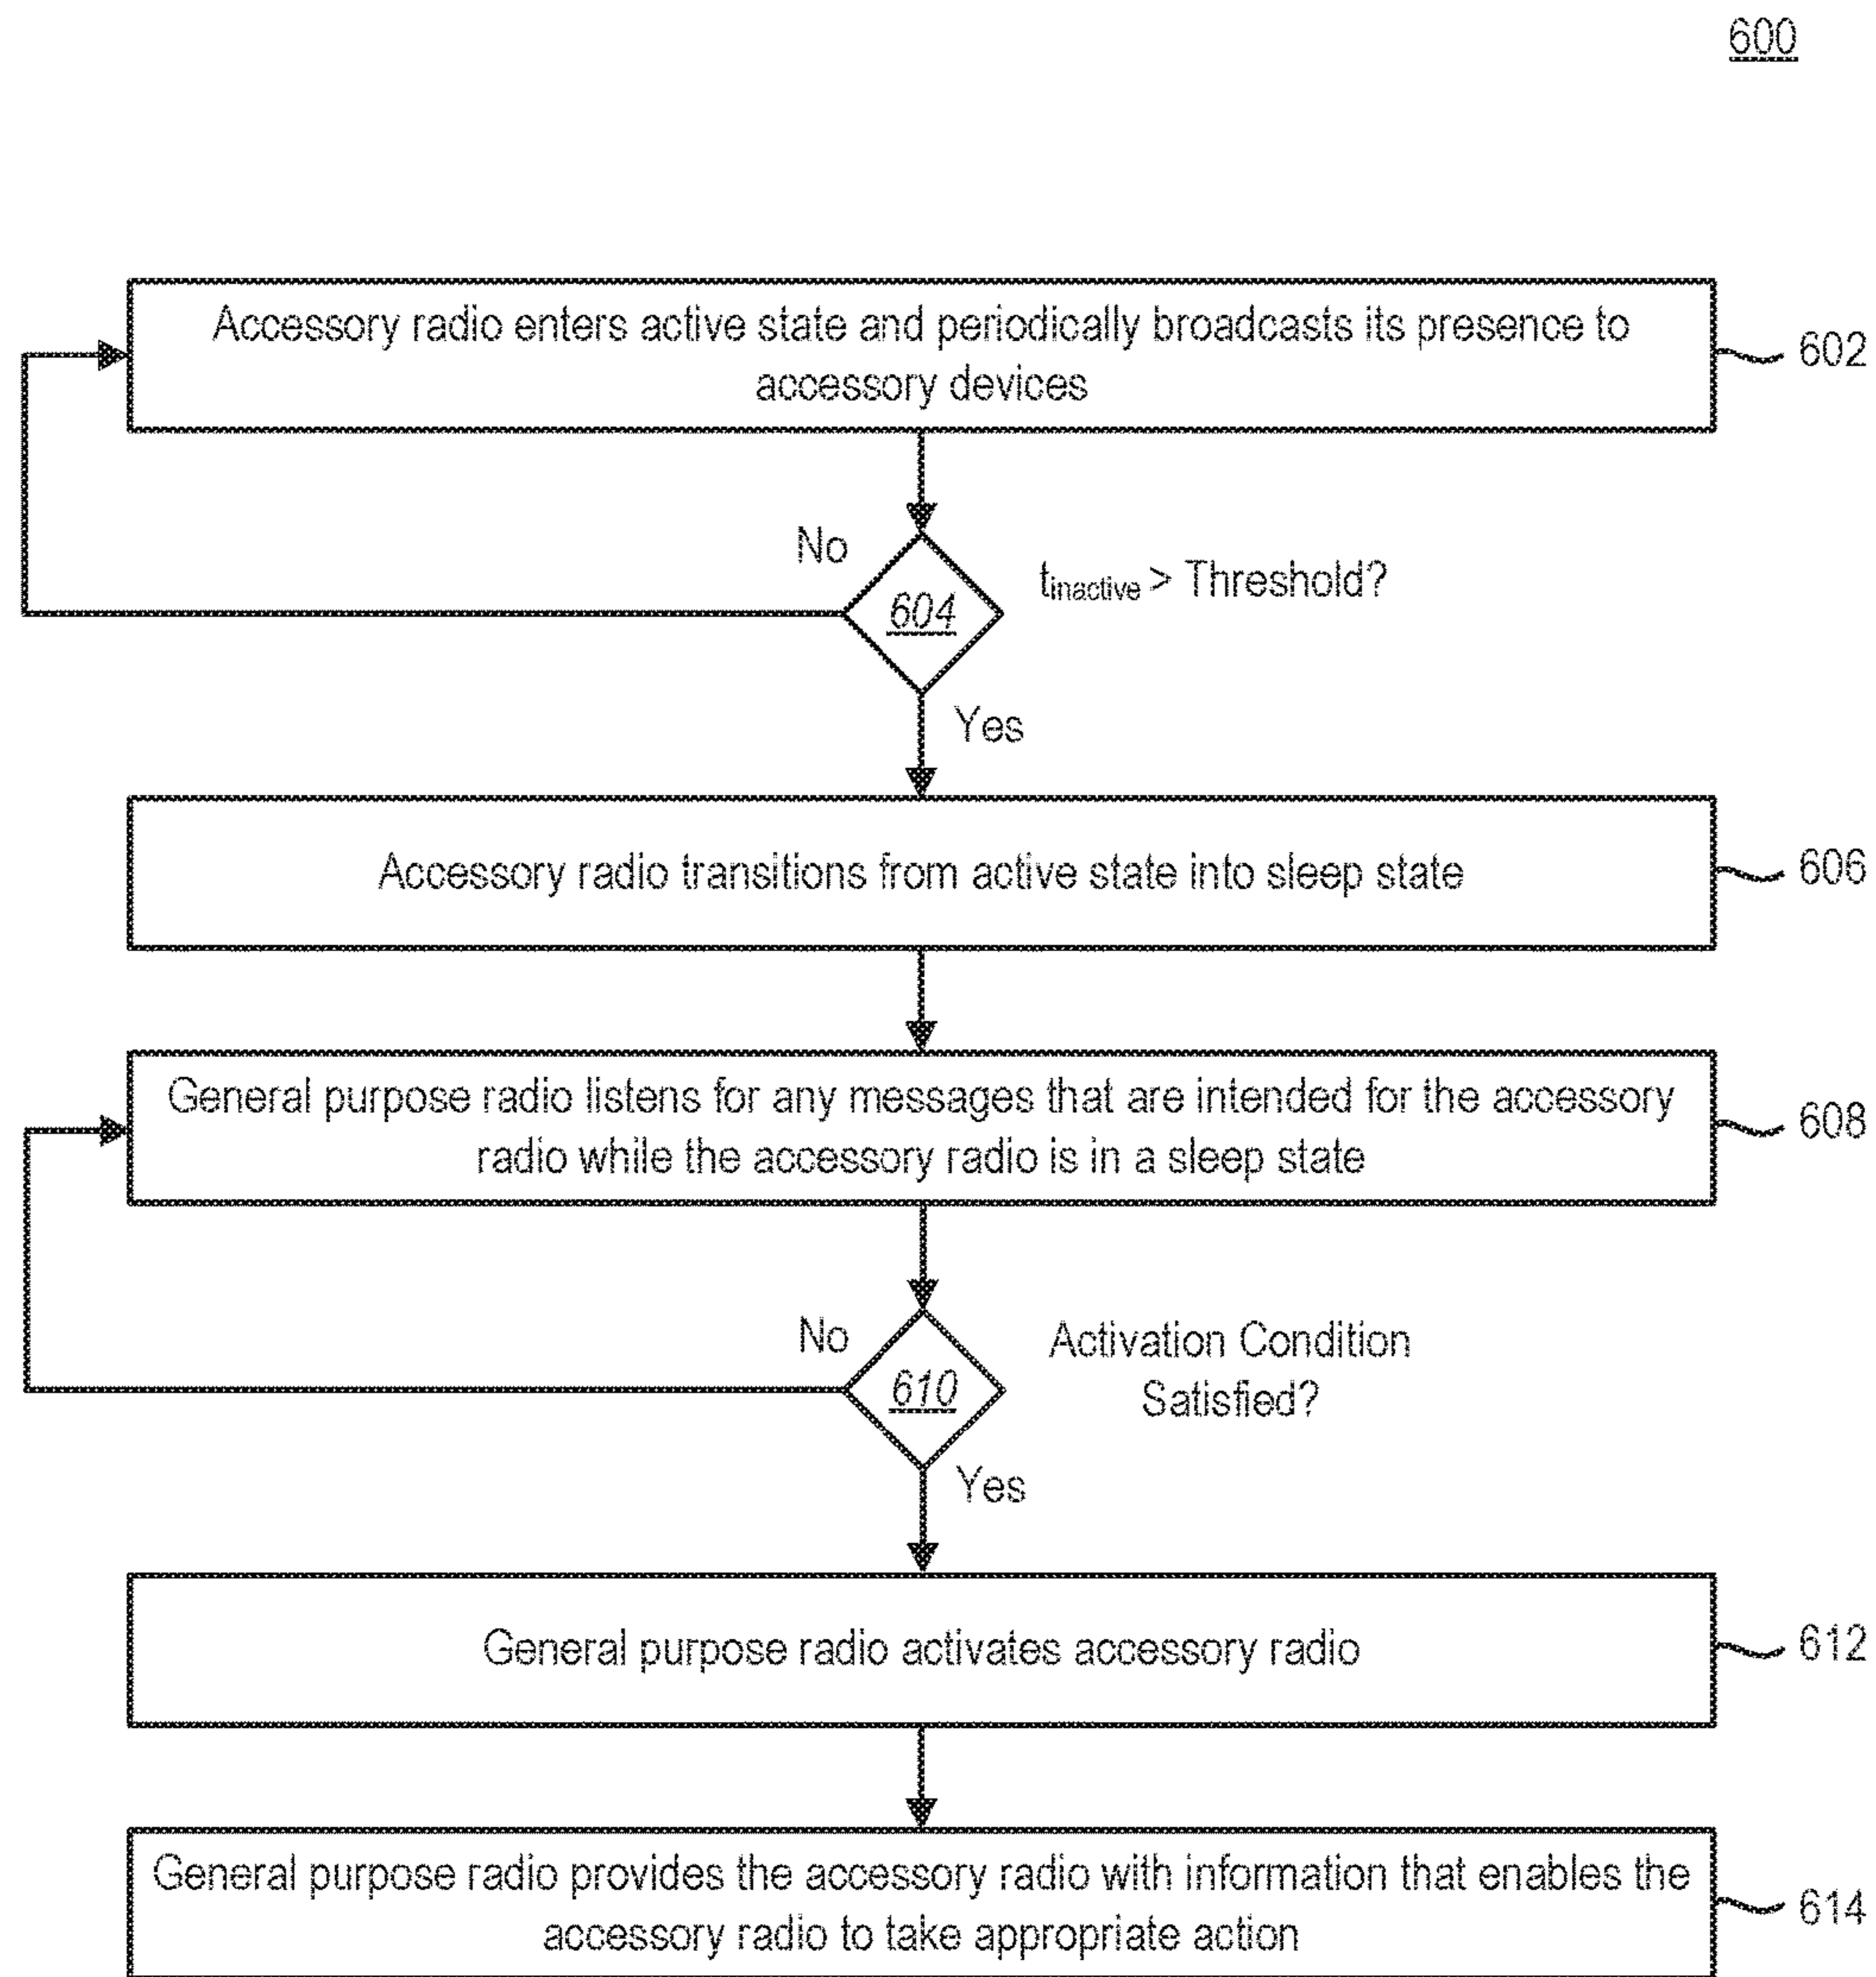 600
Accessory radio enters active state and periodically broadcasts its presence to
accessory devices
602
No
604
tinactive > Threshold?
Yes
Accessory radio transitions from active state into sleep state
606
General purpose radio listens for any messages that are intended for the accessory
radio while the accessory radio is in a sleep state
608
No
610
Activation Condition
Satisfied?
Yes
General purpose radio activates accessory radio
612
General purpose radio provides the accessory radio with information that enables the
accessory radio to take appropriate action
614